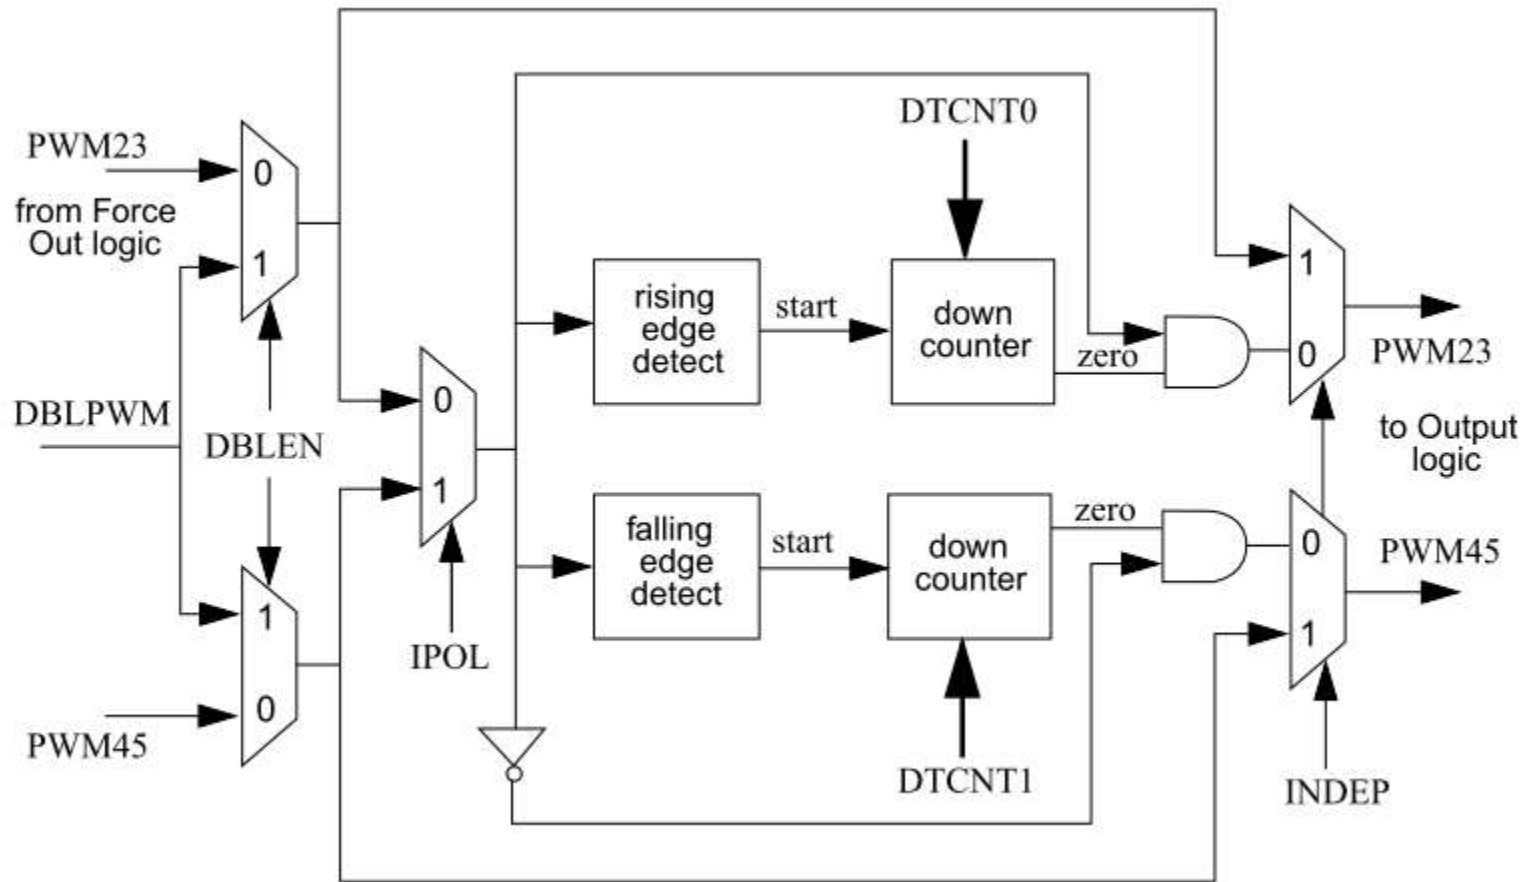 DTCNT0
PWM23
0
from Force
Out logic
1
rising
edge
detect
start
down
counter
zero
1
0
PWM23
DBLPWM
DBLEN
0
1
to Output
logic
falling
edge
detect
start
down
counter
zero
0
1
PWM45
1
0
PWM45
IPOL
DTCNT1
INDEP